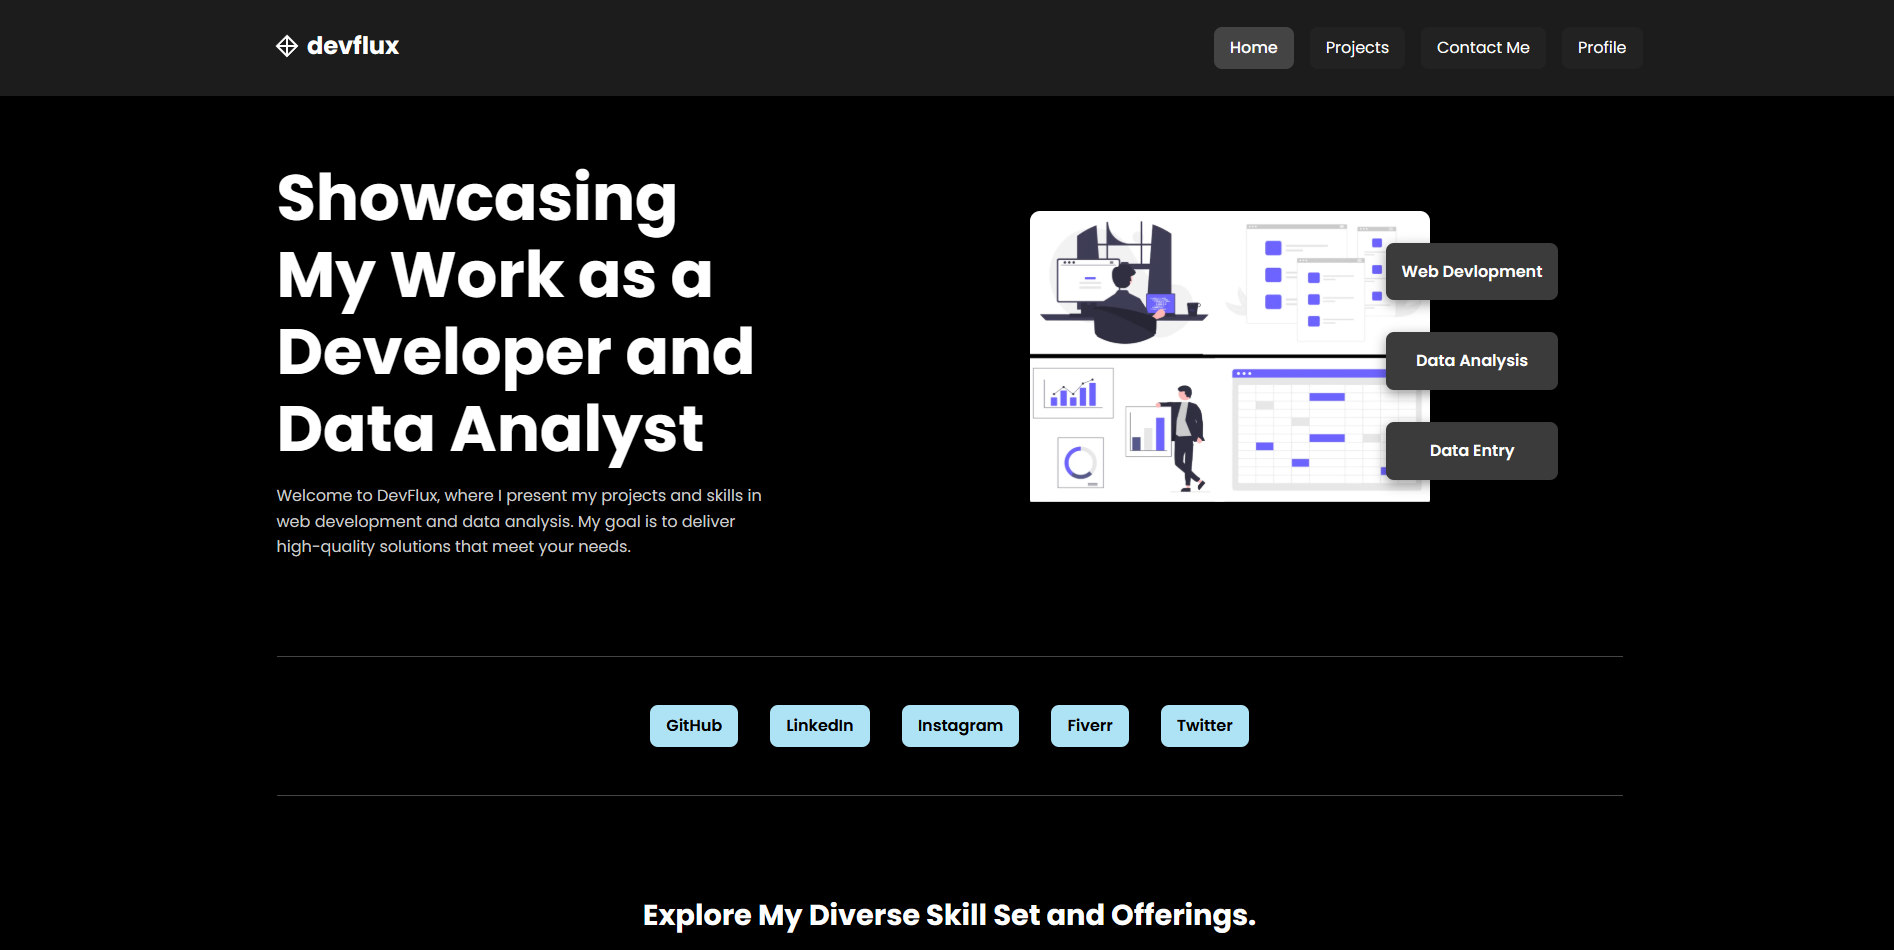 devflux
Home
Projects
Contact Me
Profile
Showcasing
My Work as a
Developer and
Data Analyst
Welcome to DevFlux, where I present my projects and skills in
web development and data analysis. My goal is to deliver
high-quality solutions that meet your needs.
Web Devlopment
Data Analysis
Data Entry
GitHub
LinkedIn
Instagram
Fiverr
Twitter
Explore My Diverse Skill Set and Offerings.